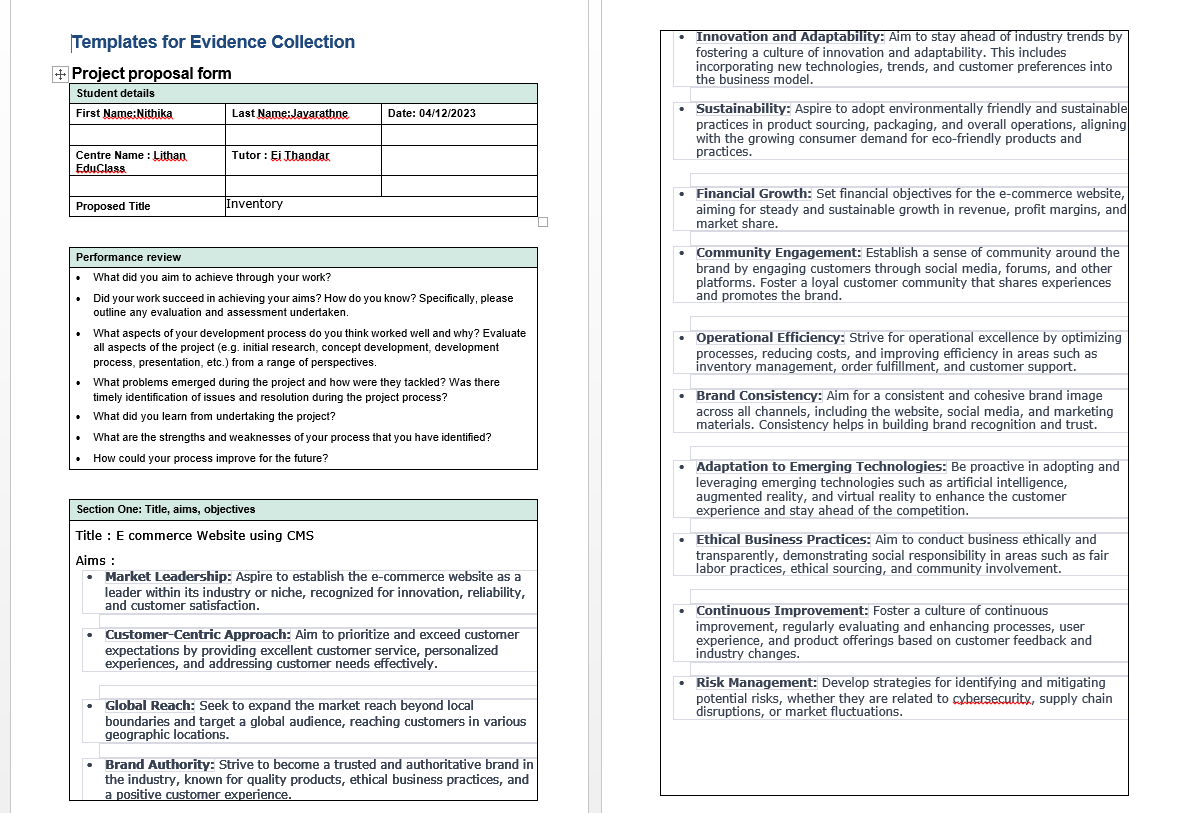 Templates for Evidence Collection
Project proposal form
Student details
First Name:Nithika Last Name:Jayarathne Date: 04/12/2023
Centre Name : Lithan Tutor : Ei Thandar
EduClass
Proposed Title Inventory
Performance review
• What did you aim to achieve through your work?
• Did your work succeed in achieving your aims? How do you know? Specifically, please
outline any evaluation and assessment undertaken.
• What aspects of your development process do you think worked well and why? Evaluate
all aspects of the project (e.g. initial research, concept development, development
process, presentation, etc.) from a range of perspectives.
• What problems emerged during the project and how were they tackled? Was there
timely identification of issues and resolution during the project process?
• What did you learn from undertaking the project?
• What are the strengths and weaknesses of your process that you have identified?
• How could your process improve for the future?
Section One: Title, aims, objectives
Title : E commerce Website using CMS
Aims :
• Market Leadership: Aspire to establish the e-commerce website as a
leader within its industry or niche, recognized for innovation, reliability,
and customer satisfaction.
• Customer-Centric Approach: Aim to prioritize and exceed customer
expectations by providing excellent customer service, personalized
experiences, and addressing customer needs effectively.
• Global Reach: Seek to expand the market reach beyond local
boundaries and target a global audience, reaching customers in various
geographic locations.
• Brand Authority: Strive to become a trusted and authoritative brand in
the industry, known for quality products, ethical business practices, and
a positive customer experience.
• Innovation and Adaptability: Aim to stay ahead of industry trends by
fostering a culture of innovation and adaptability. This includes
incorporating new technologies, trends, and customer preferences into
the business model.
• Sustainability: Aspire to adopt environmentally friendly and sustainable
practices in product sourcing, packaging, and overall operations, aligning
with the growing consumer demand for eco-friendly products and
practices.
• Financial Growth: Set financial objectives for the e-commerce website,
aiming for steady and sustainable growth in revenue, profit margins, and
market share.
• Community Engagement: Establish a sense of community around the
brand by engaging customers through social media, forums, and other
platforms. Foster a loyal customer community that shares experiences
and promotes the brand.
• Operational Efficiency: Strive for operational excellence by optimizing
processes, reducing costs, and improving efficiency in areas such as
inventory management, order fulfillment, and customer support.
• Brand Consistency: Aim for a consistent and cohesive brand image
across all channels, including the website, social media, and marketing
materials. Consistency helps in building brand recognition and trust.
• Adaptation to Emerging Technologies: Be proactive in adopting and
leveraging emerging technologies such as artificial intelligence,
augmented reality, and virtual reality to enhance the customer
experience and stay ahead of the competition.
• Ethical Business Practices: Aim to conduct business ethically and
transparently, demonstrating social responsibility in areas such as fair
labor practices, ethical sourcing, and community involvement.
• Continuous Improvement: Foster a culture of continuous
improvement, regularly evaluating and enhancing processes, user
experience, and product offerings based on customer feedback and
industry changes.
• Risk Management: Develop strategies for identifying and mitigating
potential risks, whether they are related to cybersecurity, supply chain
disruptions, or market fluctuations.